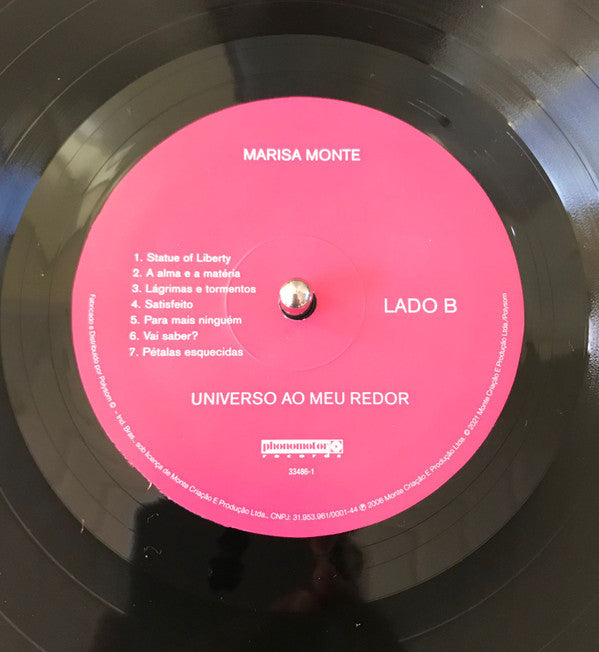 MARISA MONTE
1. Statue of Liberty
2. A alma e a matéria
3. Lágrimas e tormentos
4. Satisfeito
5. Para mais ninguém
6. Vai saber?
7. Pétalas esquecidas
LADO B
UNIVERSO AO MEU REDOR
phonomotor
records
33486-1
Fabricado e Distribuído por Polysom © - Ind. Bras., sob licença de Monte Criação E Produção Ltda., CNPJ: 31.953.961/0001-44 ℗ 2006 Monte Criação E Produção Ltda. © 2021 Monte Criação E Produção Ltda./Polysom